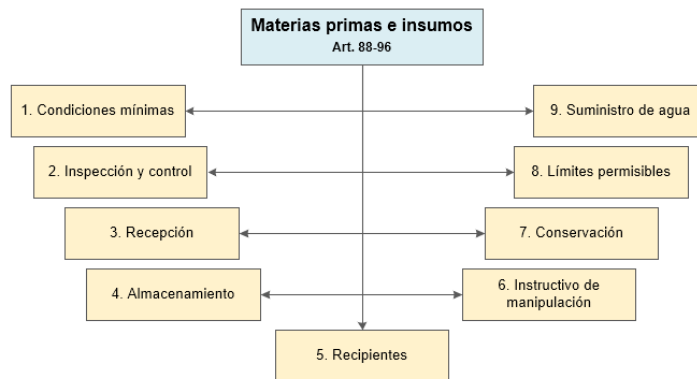 Materias primas e insumos
Art. 88-96
1. Condiciones mínimas
9. Suministro de agua
2. Inspección y control
8. Límites permisibles
3. Recepción
7. Conservación
4. Almacenamiento
6. Instructivo de
manipulación
5. Recipientes